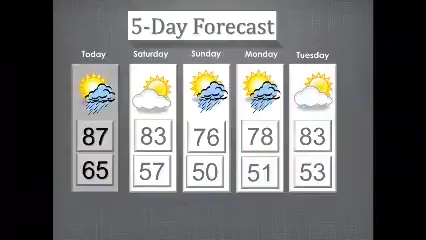 5-Day Forecast
Today Saturday Sunday Monday Tuesday
87 83 76 78 83
65 57 50 51 53